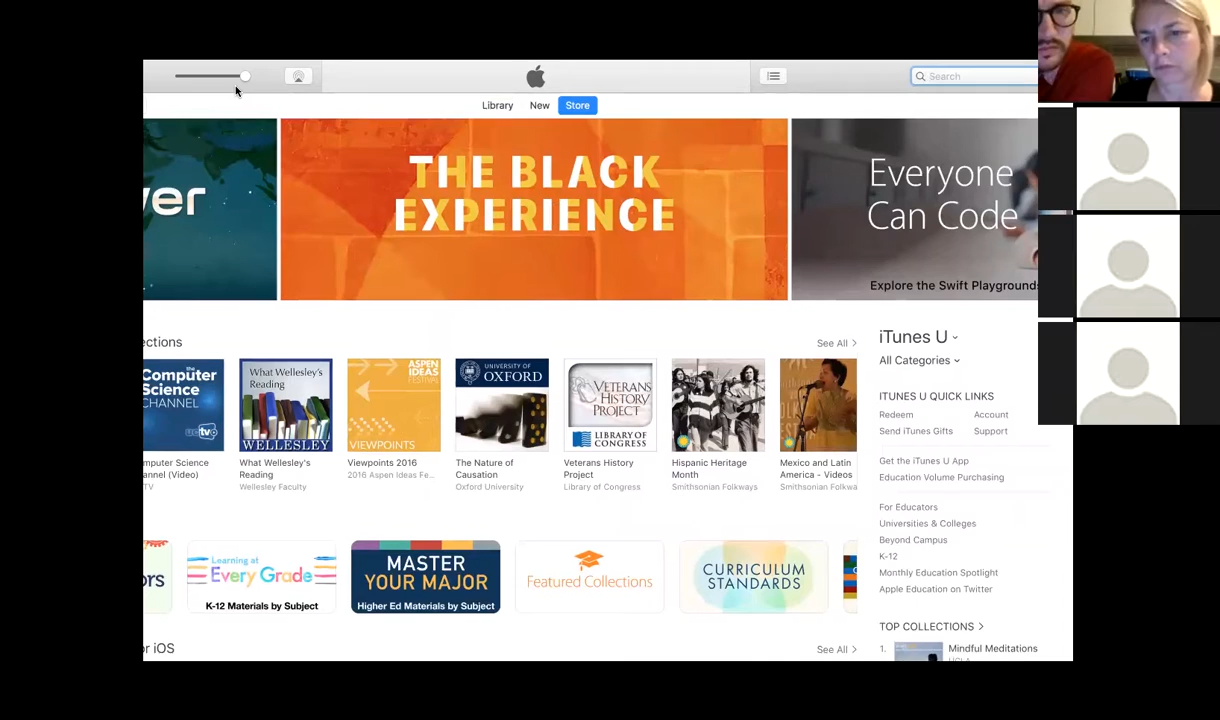 Search
Library New Store
ver
THE BLACK
EXPERIENCE
Everyone
Can Code
Explore the Swift Playgrounds
ections
See All >
iTunes U
All Categories
Computer
Science
CHANNEL
uctv
What Wellesley's
Reading
WELLESLEY
ASPEN
IDEAS
FESTIVAL
VIEWPOINTS
UNIVERSITY OF
OXFORD
VETERANS
HISTORY
PROJECT
LIBRARY OF
CONGRESS
mputer Science
annel (Video)
TV
What Wellesley's
Reading
Wellesley Faculty
Viewpoints 2016
2016 Aspen Ideas Fe...
The Nature of
Causation
Oxford University
Veterans History
Project
Library of Congress
Hispanic Heritage
Month
Smithsonian Folkways
Mexico and Latin
America - Videos
Smithsonian Folkwa
ITUNES U QUICK LINKS
Redeem Account
Send iTunes Gifts Support
Get the iTunes U App
Education Volume Purchasing
For Educators
Universities & Colleges
Beyond Campus
K-12
Monthly Education Spotlight
Apple Education on Twitter
ors
Learning at
Every Grade
K-12 Materials by Subject
MASTER
YOUR MAJOR
Higher Ed Materials by Subject
Featured Collections
CURRICULUM
STANDARDS
or iOS
See All >
TOP COLLECTIONS >
1. Mindful Meditations
UCLA